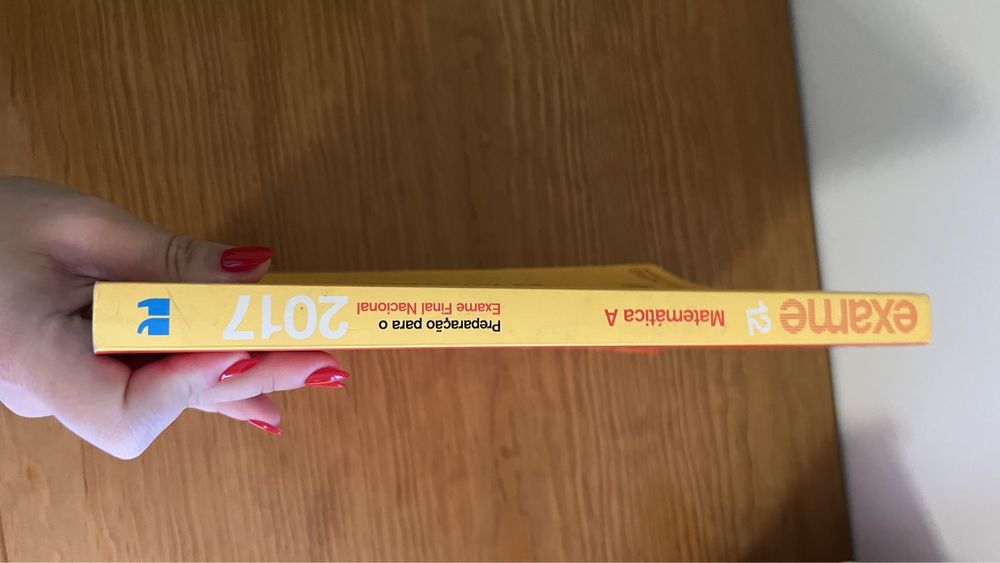 exame
12
Matemática A
Preparação para o
Exame Final Nacional
2017